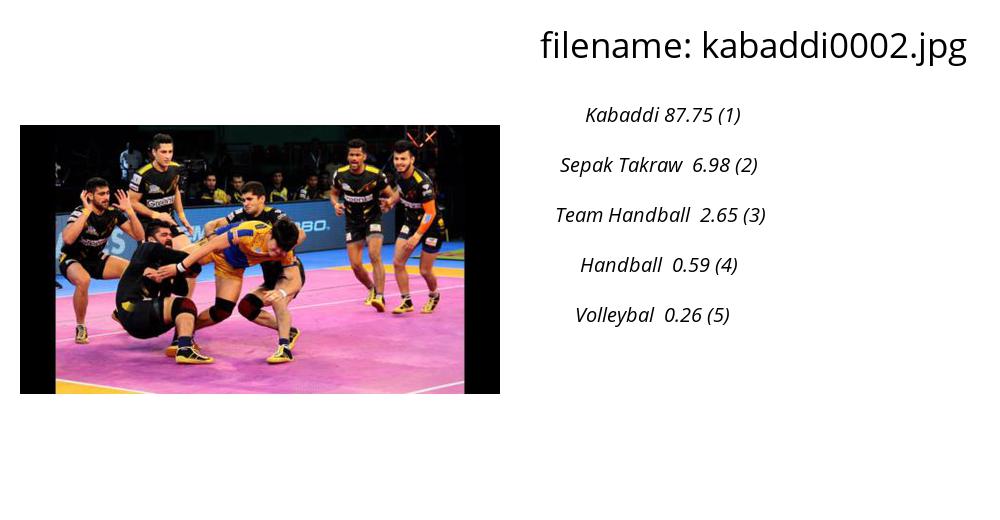 filename: kabaddi0002.jpg
Kabaddi 87.75 (1)
Sepak Takraw 6.98 (2)
Team Handball 2.65 (3)
Handball 0.59 (4)
Volleybal 0.26 (5)